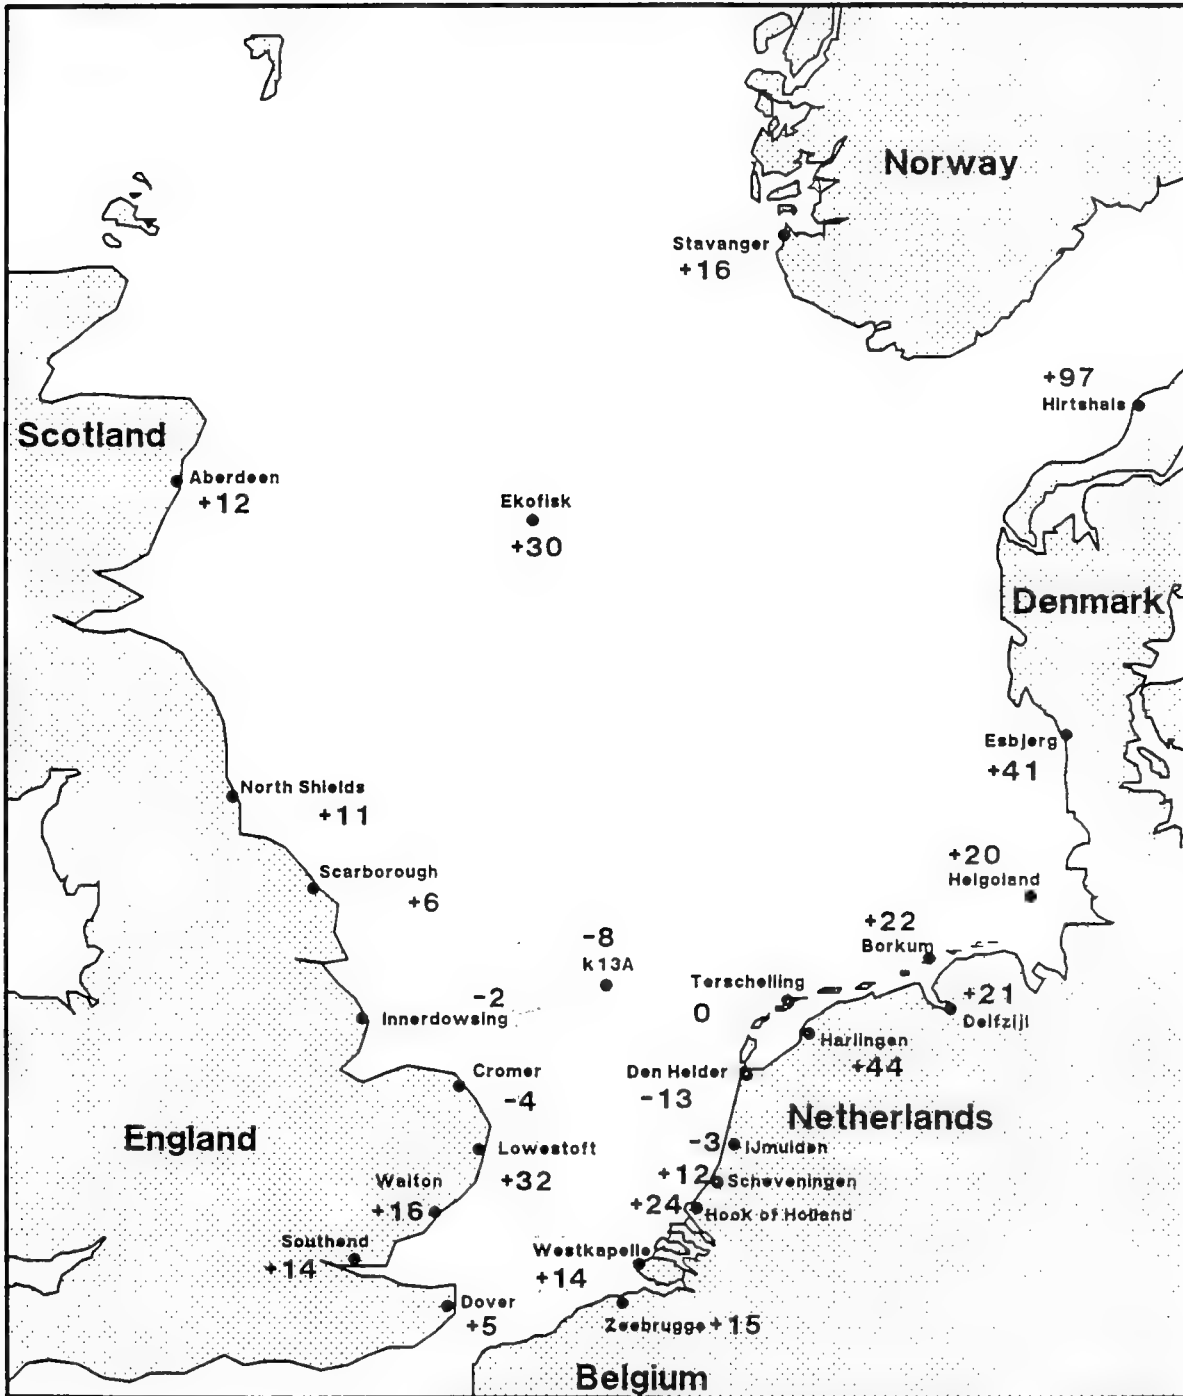 Norway
Stavanger
+16
+97
Hirtshals
Scotland
Aberdeen
+12
Ekofisk
+30
Denmark
Esbjerg
+41
North Shields
+11
+20
Helgoland
Scarborough
+6
+22
Borkum
-8
k13A
Terschelling
0
-2
Innerdowsing
+21
Delfzijl
Harlingen
+44
Cromer
-4
Den Helder
-13
Netherlands
England
-3
IJmuiden
Lowestoft
+32
+12
Scheveningen
Walton
+16
+24
Hook of Holland
Southend
+14
Westkapelle
+14
Dover
+5
Zeebrugge +15
Belgium